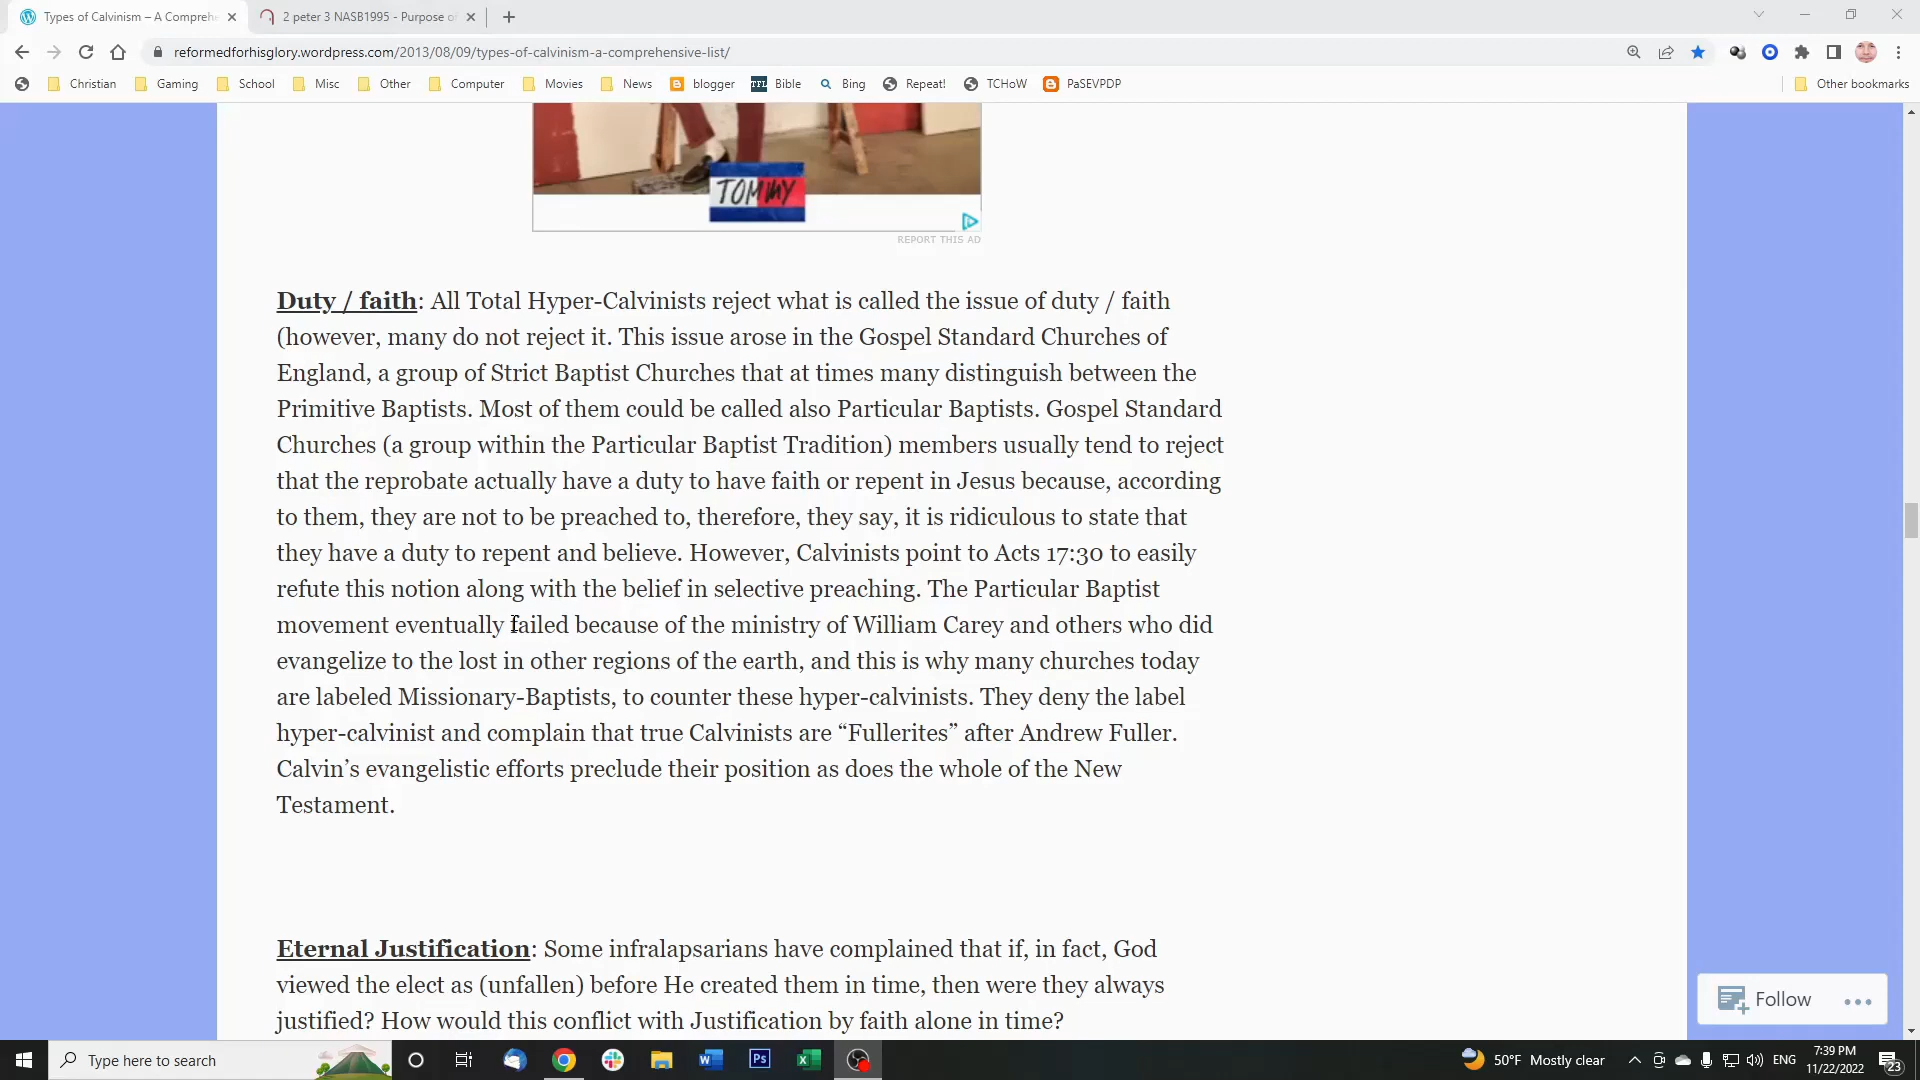 Types of Calvinism – A Comprehe
2 peter 3 NASB1995 - Purpose of
reformedforhisglory.wordpress.com/2013/08/09/types-of-calvinism-a-comprehensive-list/
Christian Gaming School Misc Other Computer Movies News blogger TFL Bible Bing Repeat! TCHoW PaSEVPDP Other bookmarks
TOMMY
REPORT THIS AD
Duty / faith: All Total Hyper-Calvinists reject what is called the issue of duty / faith
(however, many do not reject it. This issue arose in the Gospel Standard Churches of
England, a group of Strict Baptist Churches that at times many distinguish between the
Primitive Baptists. Most of them could be called also Particular Baptists. Gospel Standard
Churches (a group within the Particular Baptist Tradition) members usually tend to reject
that the reprobate actually have a duty to have faith or repent in Jesus because, according
to them, they are not to be preached to, therefore, they say, it is ridiculous to state that
they have a duty to repent and believe. However, Calvinists point to Acts 17:30 to easily
refute this notion along with the belief in selective preaching. The Particular Baptist
movement eventually failed because of the ministry of William Carey and others who did
evangelize to the lost in other regions of the earth, and this is why many churches today
are labeled Missionary-Baptists, to counter these hyper-calvinists. They deny the label
hyper-calvinist and complain that true Calvinists are “Fullerites” after Andrew Fuller.
Calvin’s evangelistic efforts preclude their position as does the whole of the New
Testament.
Eternal Justification: Some infralapsarians have complained that if, in fact, God
viewed the elect as (unfallen) before He created them in time, then were they always
justified? How would this conflict with Justification by faith alone in time?
Follow
Type here to search
50°F Mostly clear
ENG
7:39 PM
11/22/2022
23